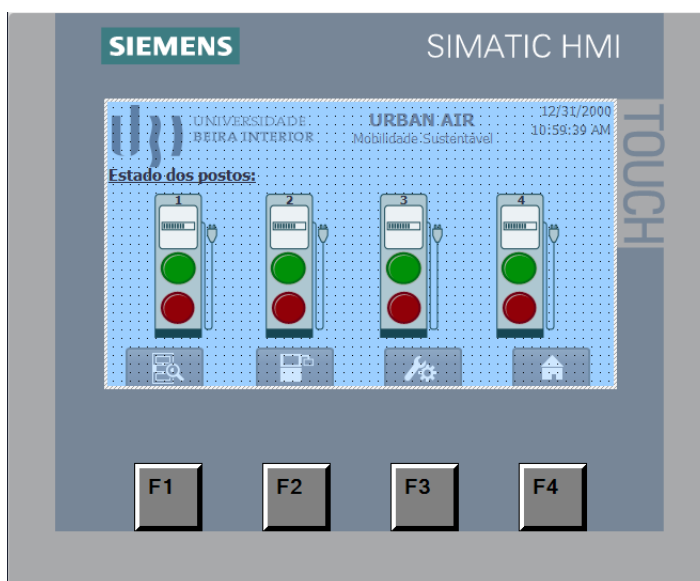 SIEMENS
SIMATIC HMI
TOUCH
UNIVERSIDADE
BEIRA INTERIOR
URBAN AIR
Mobilidade Sustentável
12/31/2000
10:59:39 AM
Estado dos postos:
1
2
3
4
F1
F2
F3
F4